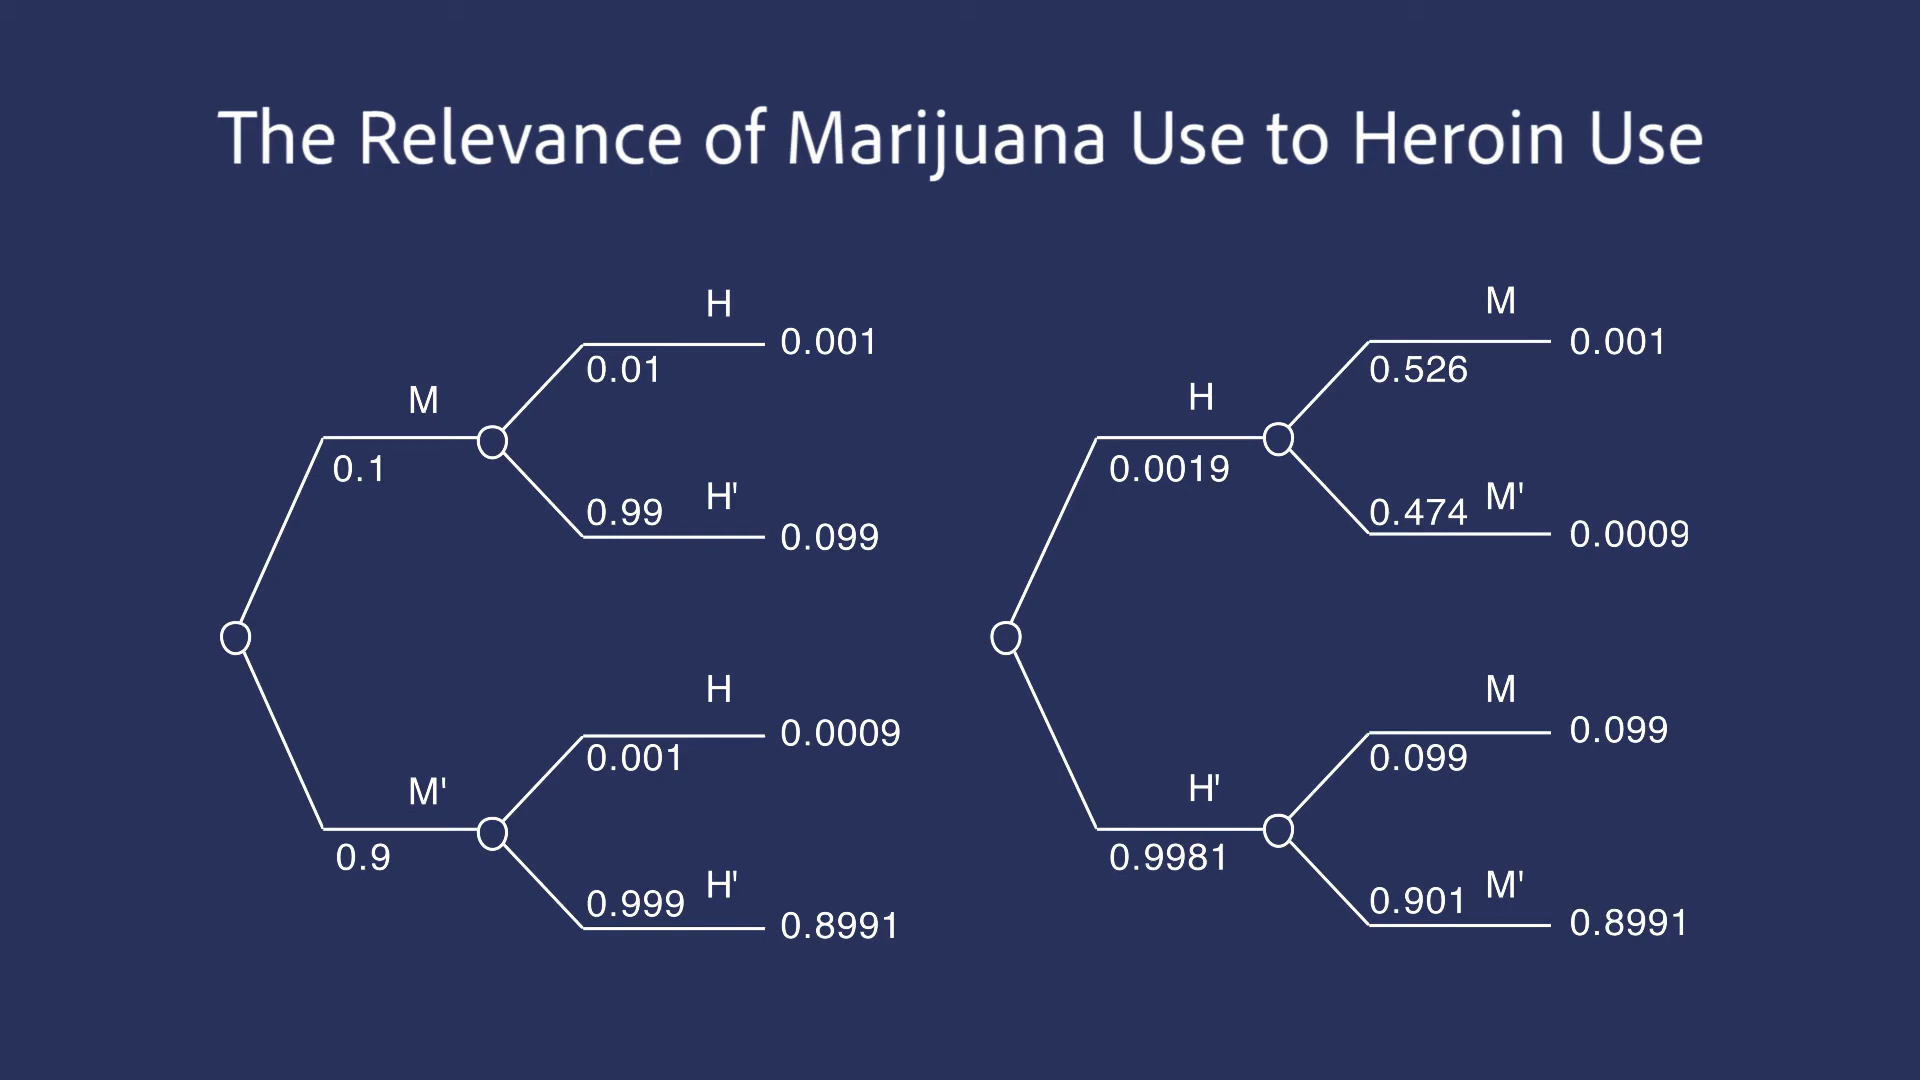 The Relevance of Marijuana Use to Heroin Use
H
0.001
0.01
M
0.1
0.99 H'
0.099
H
0.0009
0.001
M'
0.9
0.999 H'
0.8991
M
0.001
0.526
H
0.0019
0.474 M'
0.0009
M
0.099
0.099
H'
0.9981
0.901 M'
0.8991